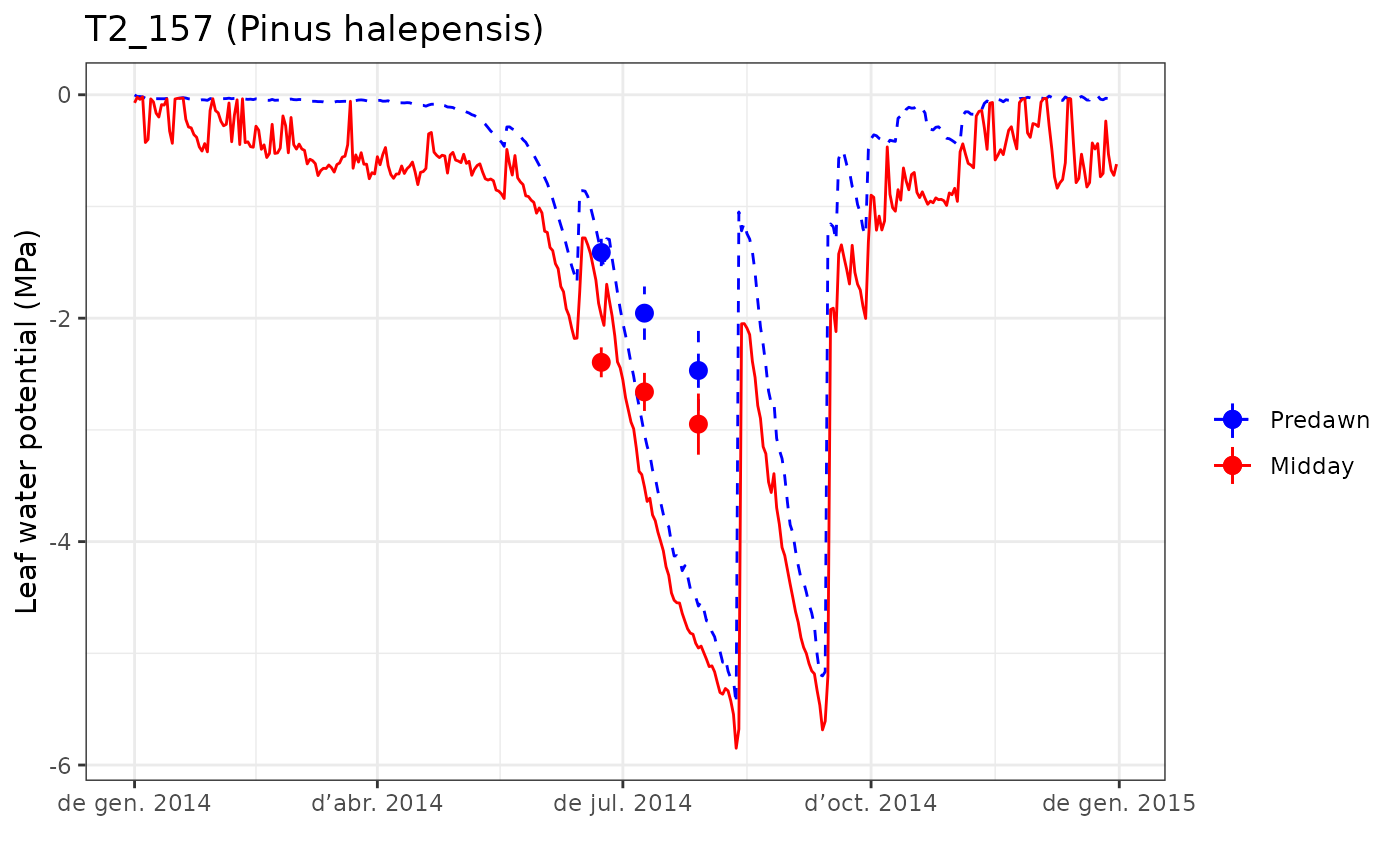 T2_157 (Pinus halepensis)
Leaf water potential (MPa)
0
-2
-4
-6
de gen. 2014
d’abr. 2014
de jul. 2014
d’oct. 2014
de gen. 2015
Predawn
Midday